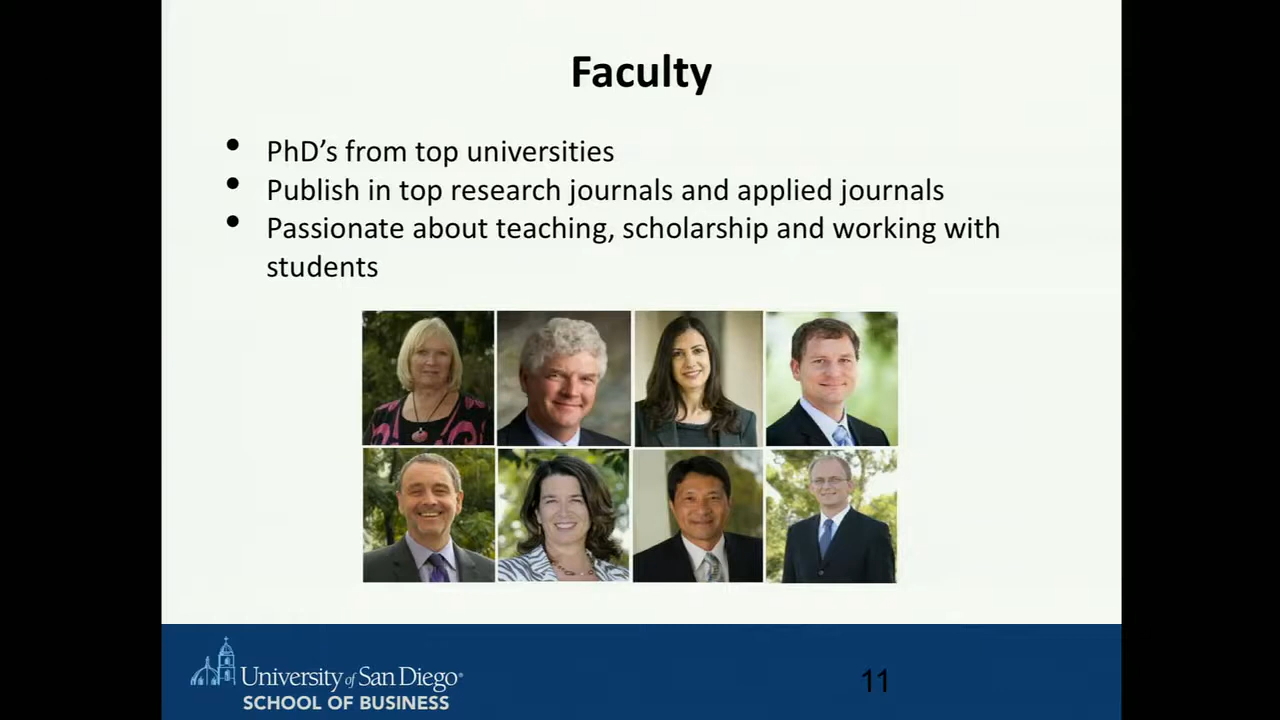 Faculty
• PhD’s from top universities
• Publish in top research journals and applied journals
• Passionate about teaching, scholarship and working with
students
University of San Diego®
SCHOOL OF BUSINESS
11